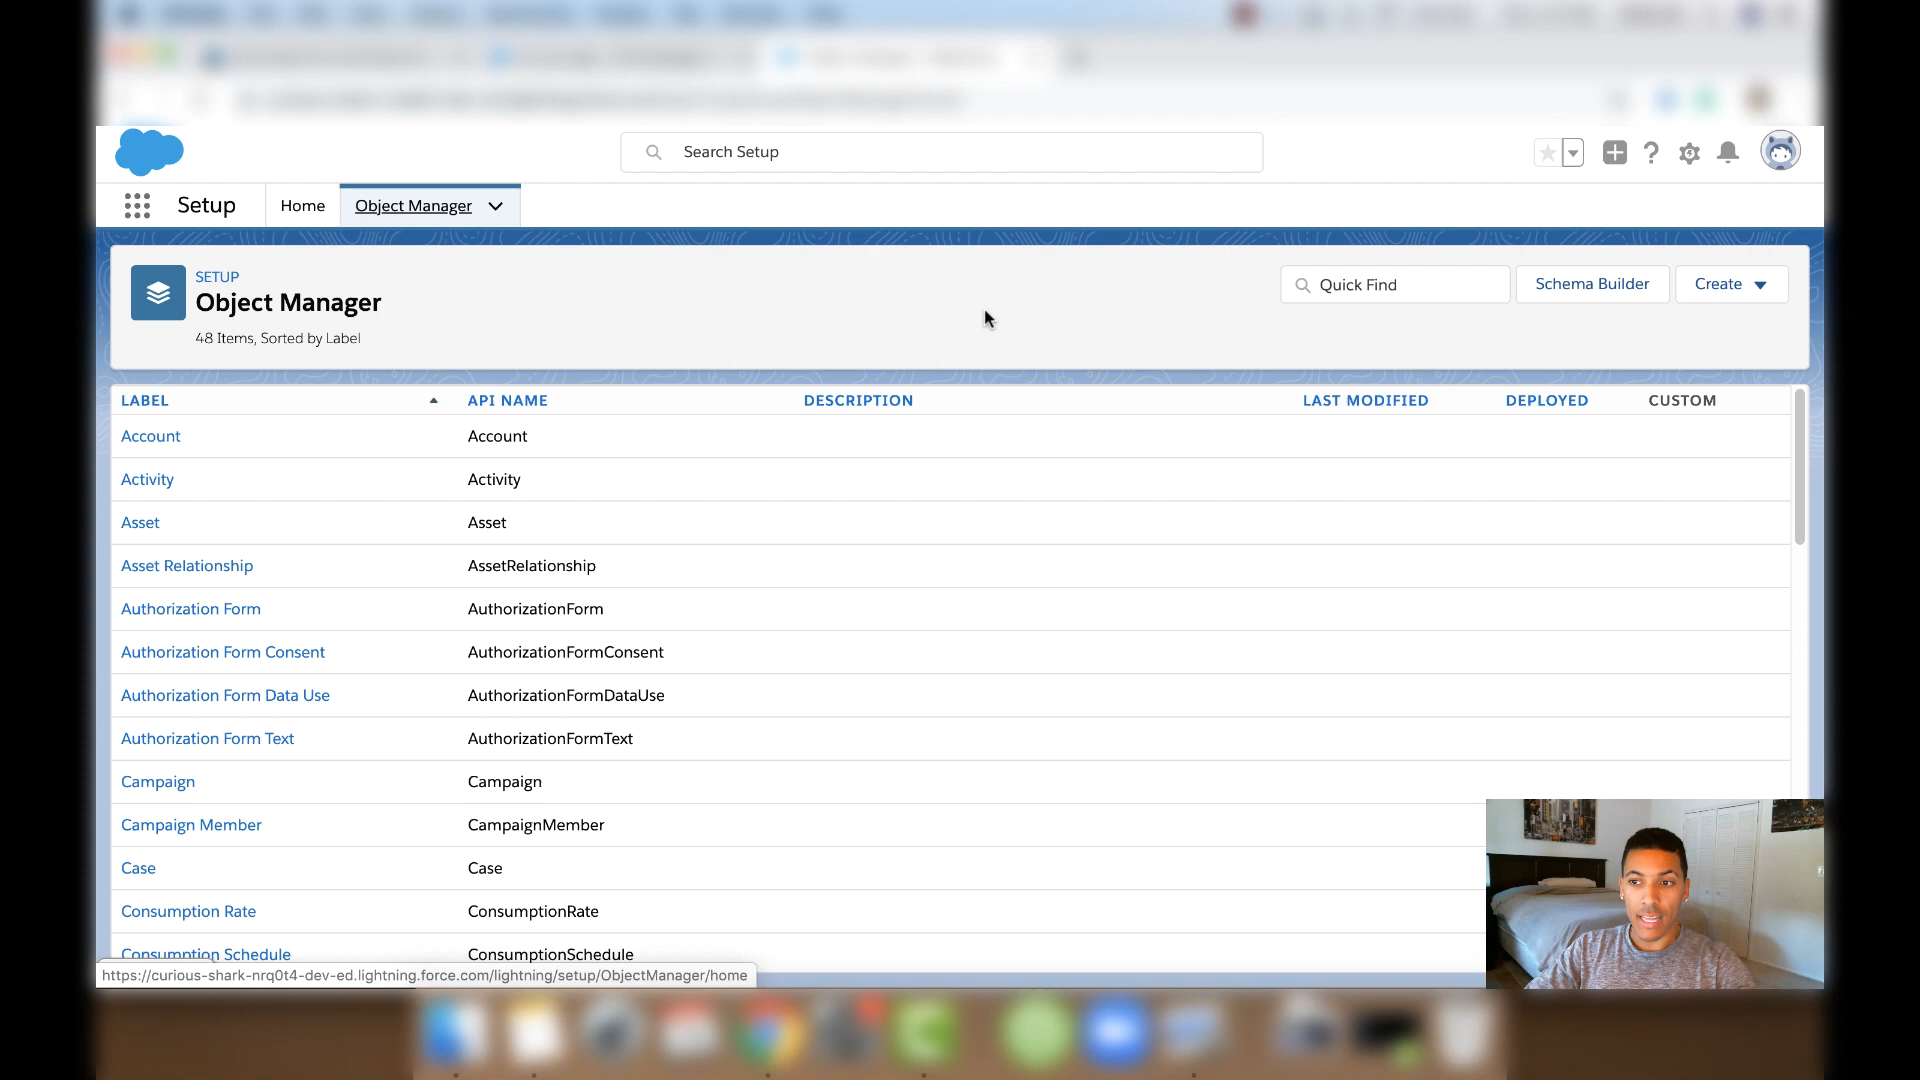 Search Setup
Setup
Home
Object Manager
SETUP
Object Manager
48 Items, Sorted by Label
Quick Find
Schema Builder
Create
LABEL API NAME DESCRIPTION LAST MODIFIED DEPLOYED CUSTOM
Account Account
Activity Activity
Asset Asset
Asset Relationship AssetRelationship
Authorization Form AuthorizationForm
Authorization Form Consent AuthorizationFormConsent
Authorization Form Data Use AuthorizationFormDataUse
Authorization Form Text AuthorizationFormText
Campaign Campaign
Campaign Member CampaignMember
Case Case
Consumption Rate ConsumptionRate
Consumption Schedule ConsumptionSchedule
https://curious-shark-nrq0t4-dev-ed.lightning.force.com/lightning/setup/ObjectManager/home